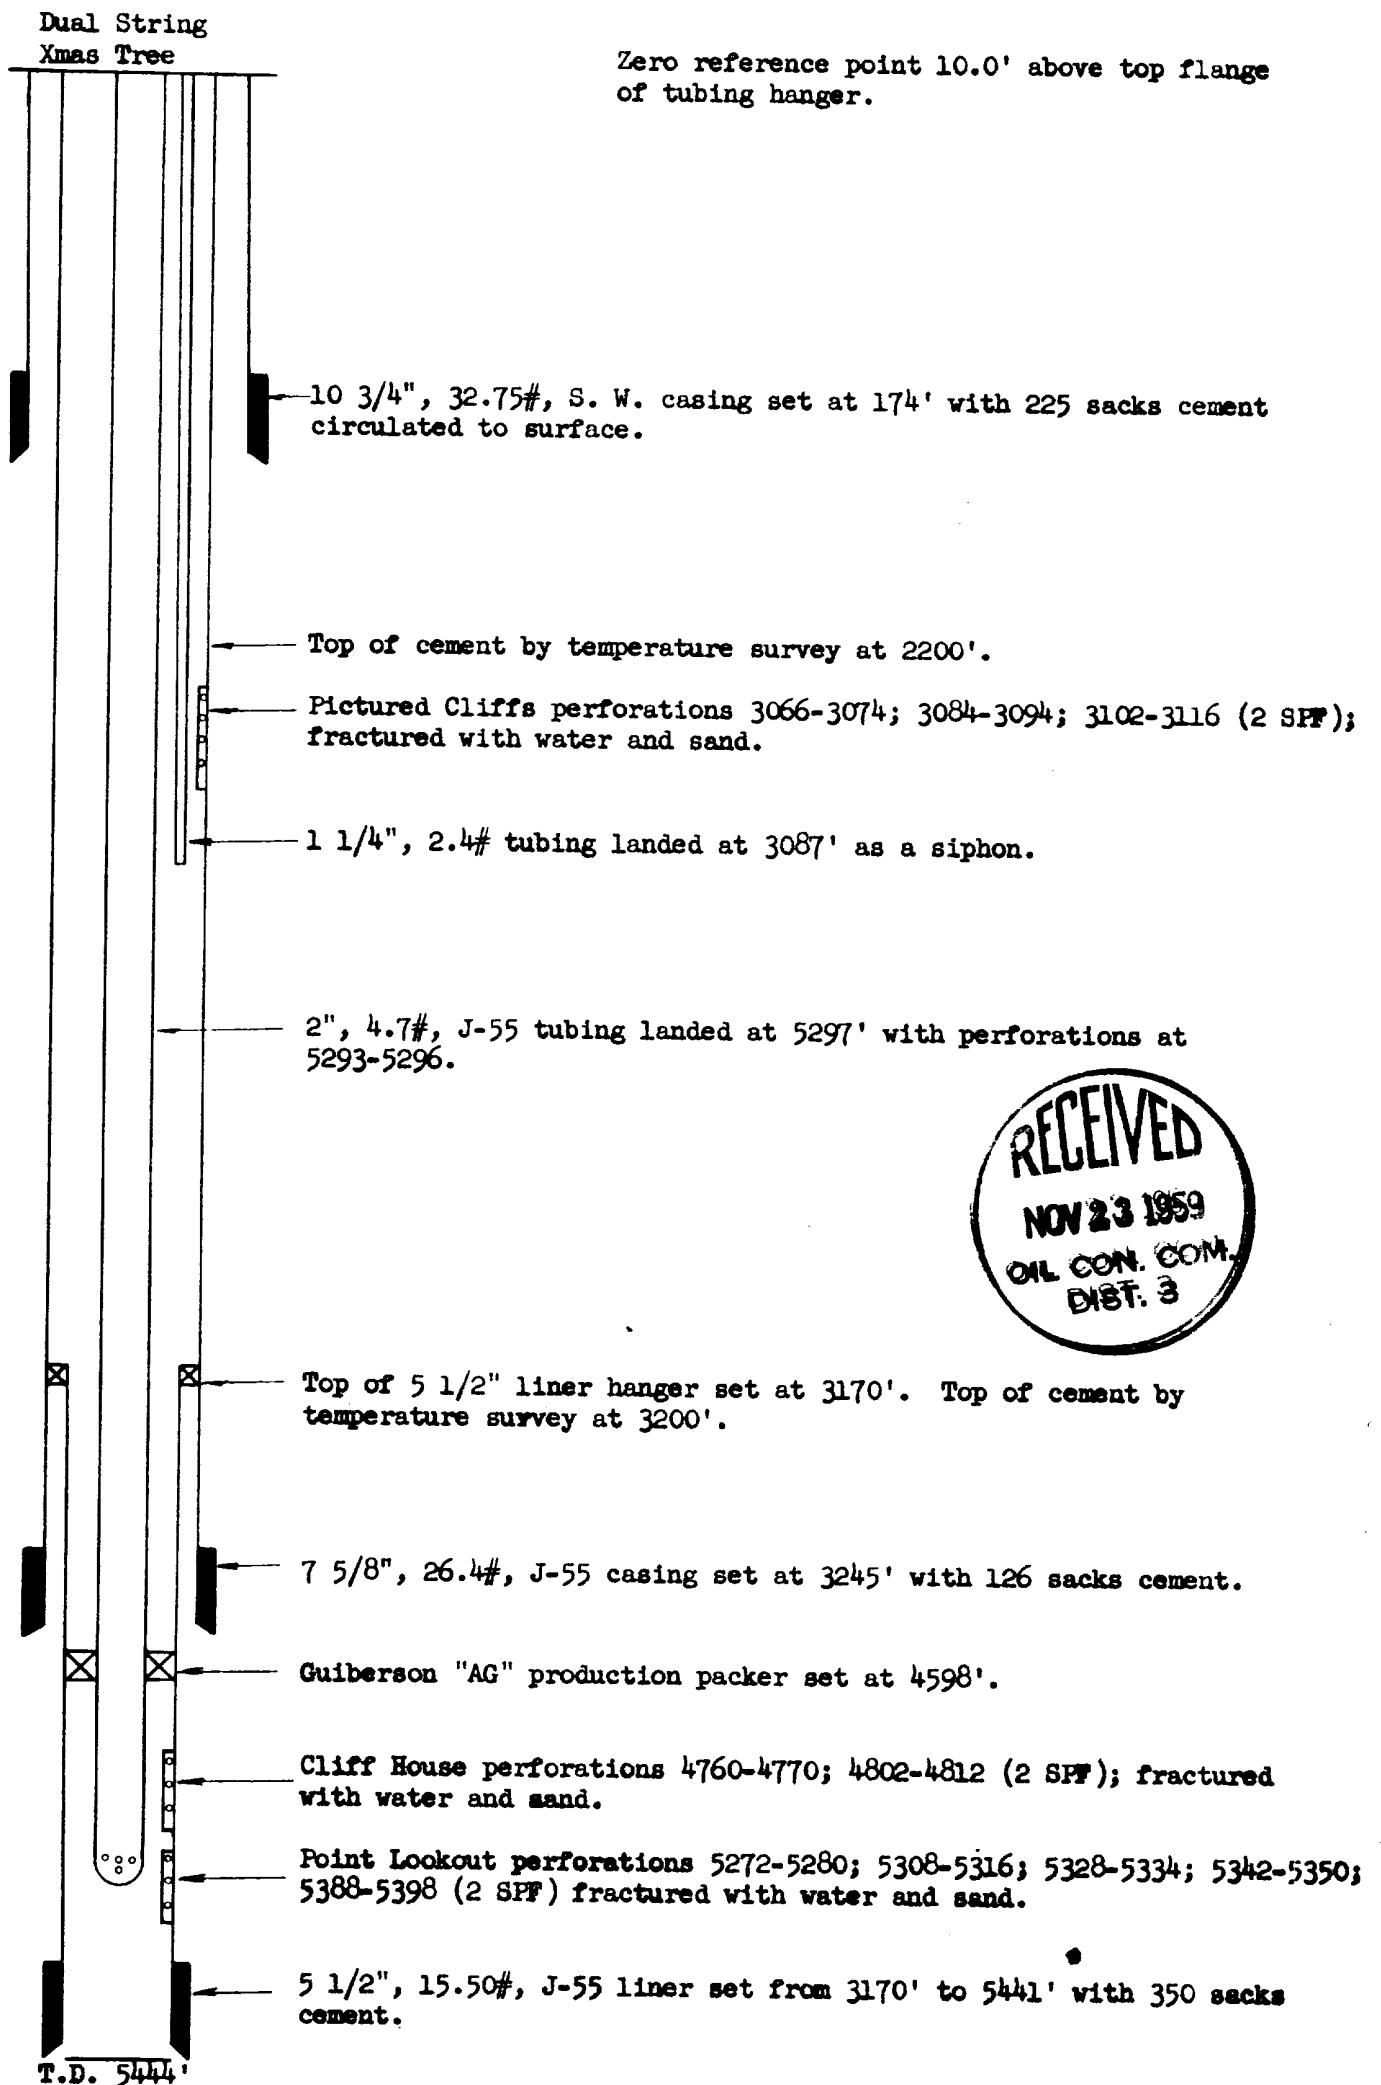 Dual String
Xmas Tree
Zero reference point 10.0' above top flange
of tubing hanger.
10 3/4", 32.75#, S. W. casing set at 174' with 225 sacks cement
circulated to surface.
Top of cement by temperature survey at 2200'.
Pictured Cliffs perforations 3066-3074; 3084-3094; 3102-3116 (2 SPF);
fractured with water and sand.
1 1/4", 2.4# tubing landed at 3087' as a siphon.
2", 4.7#, J-55 tubing landed at 5297' with perforations at
5293-5296.
RECEIVED
NOV 23 1959
OIL CON. COM.
DIST. 3
Top of 5 1/2" liner hanger set at 3170'. Top of cement by
temperature survey at 3200'.
7 5/8", 26.4#, J-55 casing set at 3245' with 126 sacks cement.
Guiberson "AG" production packer set at 4598'.
Cliff House perforations 4760-4770; 4802-4812 (2 SPF); fractured
with water and sand.
Point Lookout perforations 5272-5280; 5308-5316; 5328-5334; 5342-5350;
5388-5398 (2 SPF) fractured with water and sand.
5 1/2", 15.50#, J-55 liner set from 3170' to 5441' with 350 sacks
cement.
T.D. 5444'